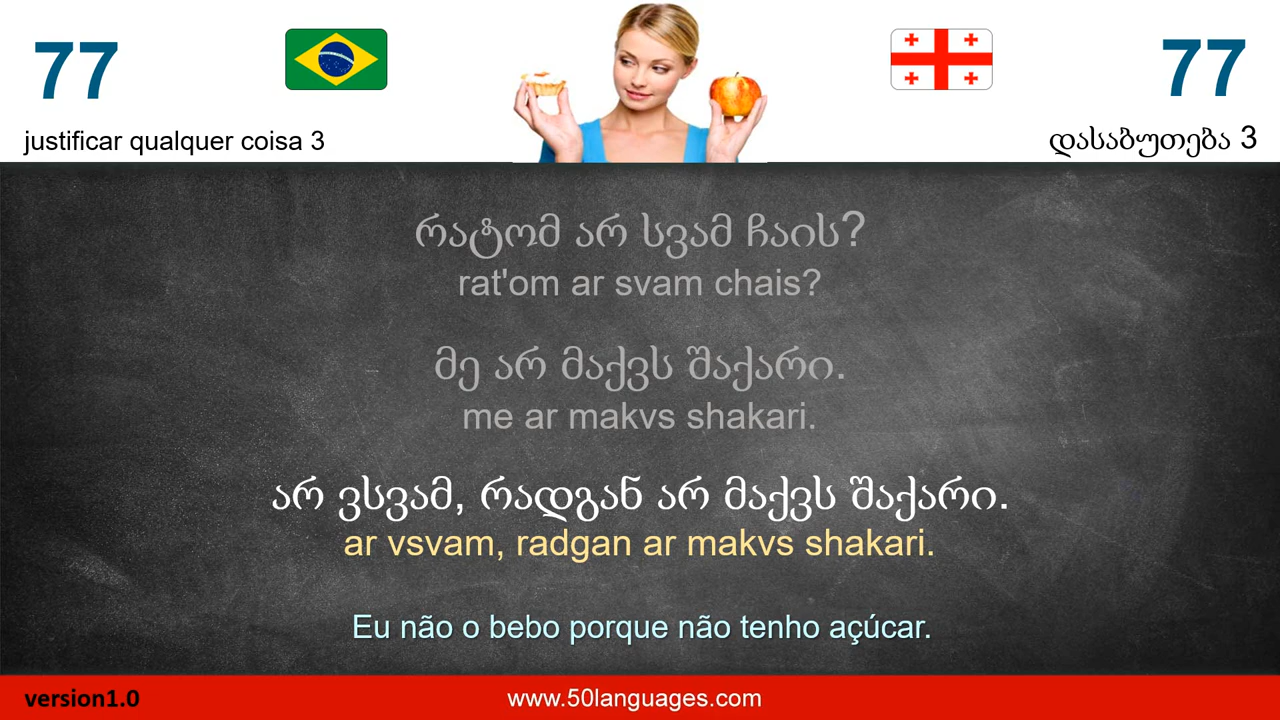 77
77
justificar qualquer coisa 3
დასაბუთება 3
რატომ არ სვამ ჩაის?
rat'om ar svam chais?
მე არ მაქვს შაქარი.
me ar makvs shakari.
არ ვსვამ, რადგან არ მაქვს შაქარი.
ar vsvam, radgan ar makvs shakari.
Eu não o bebo porque não tenho açúcar.
version1.0
www.50languages.com